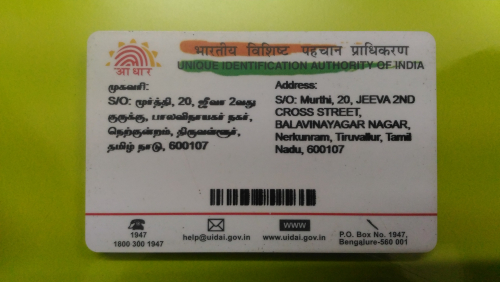 भारतीय विशिष्ट पहचान प्राधिकरण
UNIQUE IDENTIFICATION AUTHORITY OF INDIA
आधार
முகவரி:
S/O: மூர்த்தி, 20, ஜீவா 2வது
குருக்கு, பாலவிநாயகர் நகர்,
நெற்குன்றம், திருவள்ளூர்,
தமிழ் நாடு, 600107
Address:
S/O: Murthi, 20, JEEVA 2ND
CROSS STREET,
BALAVINAYAGAR NAGAR,
Nerkunram, Tiruvallur, Tamil
Nadu, 600107
1947
1800 300 1947
help@uidai.gov.in
WWW
www.uidai.gov.in
P.O. Box No. 1947,
Bengalure-560 001